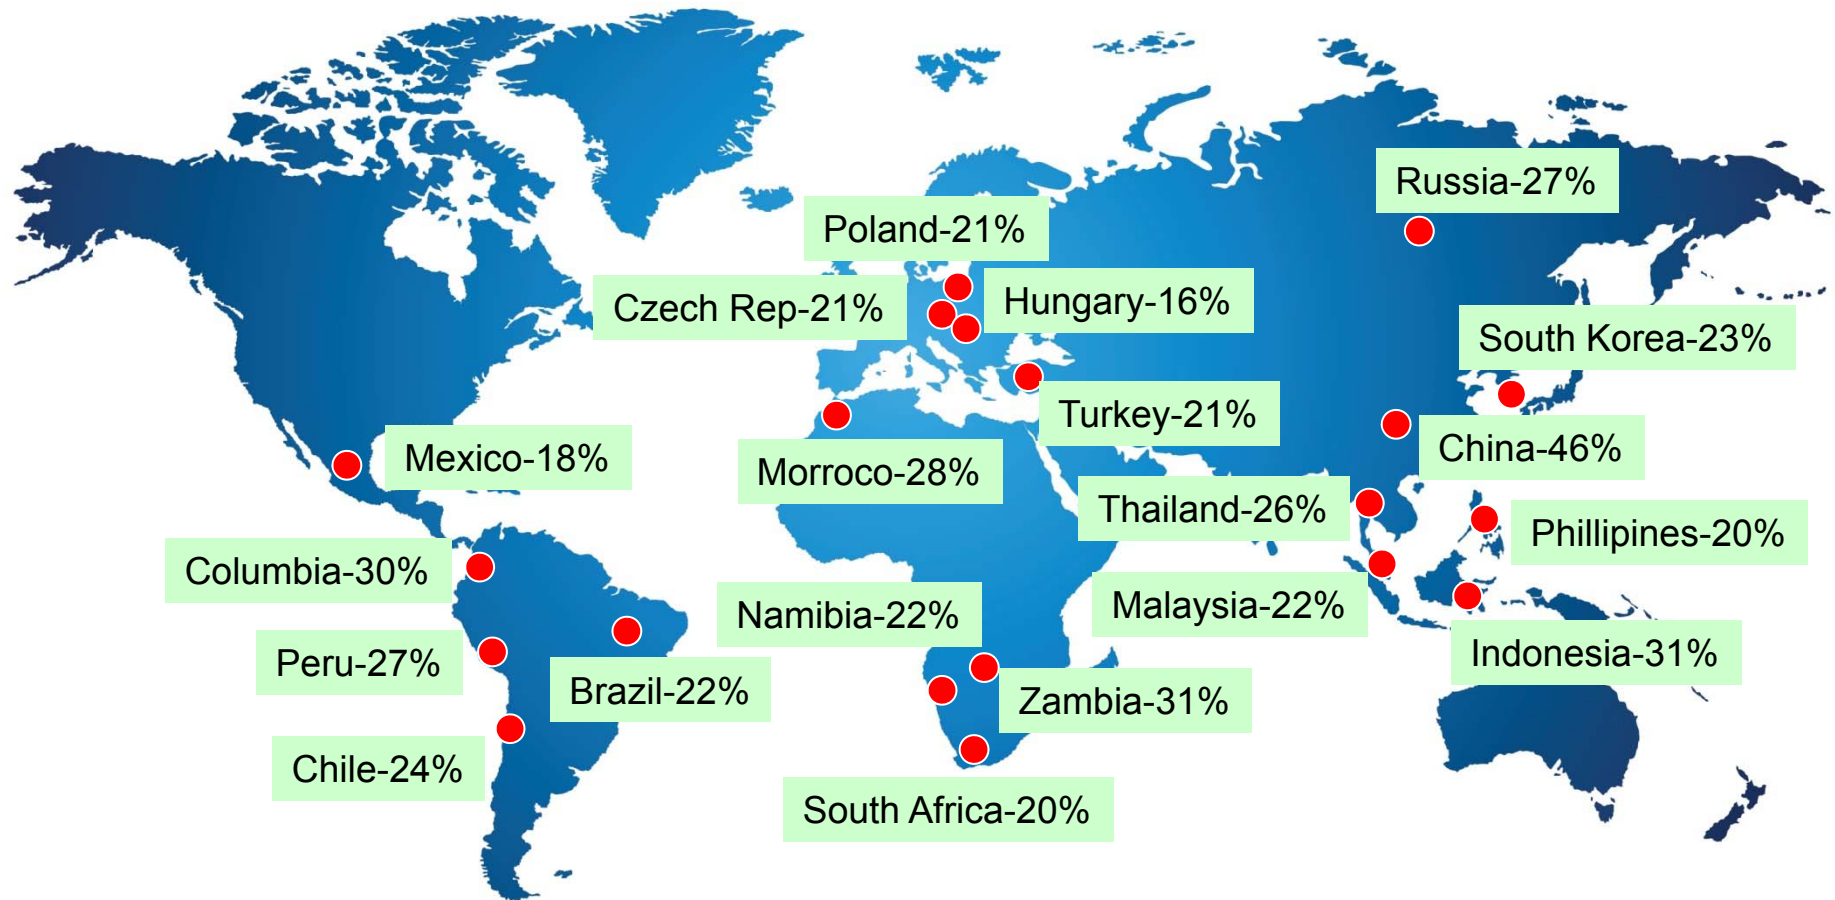 Russia-27%
Poland-21%
Czech Rep-21%
Hungary-16%
South Korea-23%
Turkey-21%
China-46%
Mexico-18%
Morroco-28%
Thailand-26%
Phillipines-20%
Columbia-30%
Namibia-22%
Malaysia-22%
Peru-27%
Brazil-22%
Zambia-31%
Indonesia-31%
Chile-24%
South Africa-20%